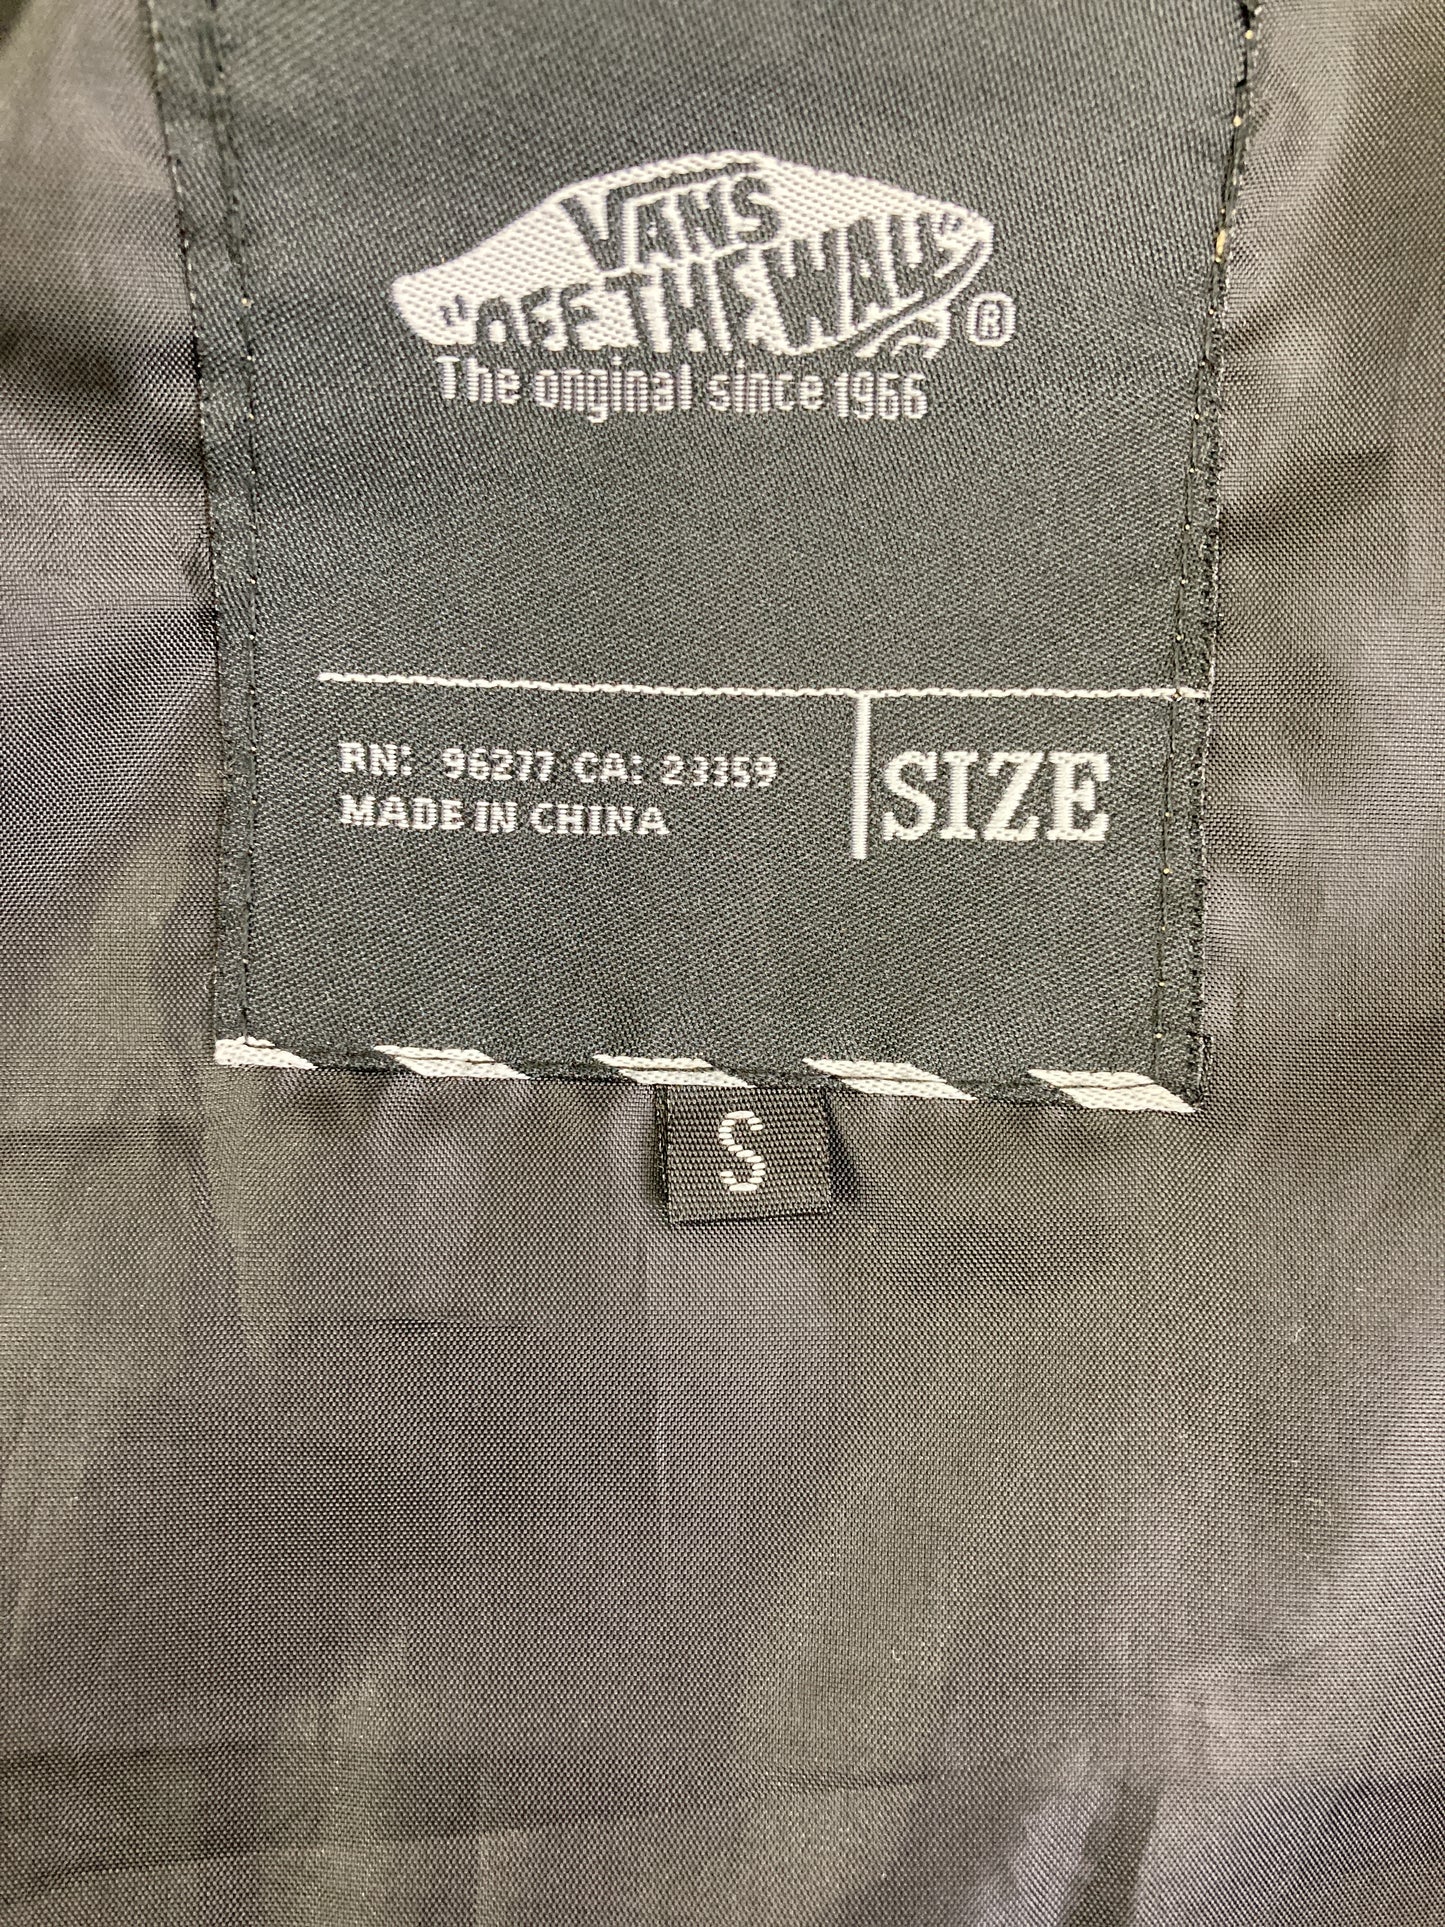 VANS
"OFF THE WALL" ®
The original since 1966
RN: 96277 CA: 23359
MADE IN CHINA
SIZE
S